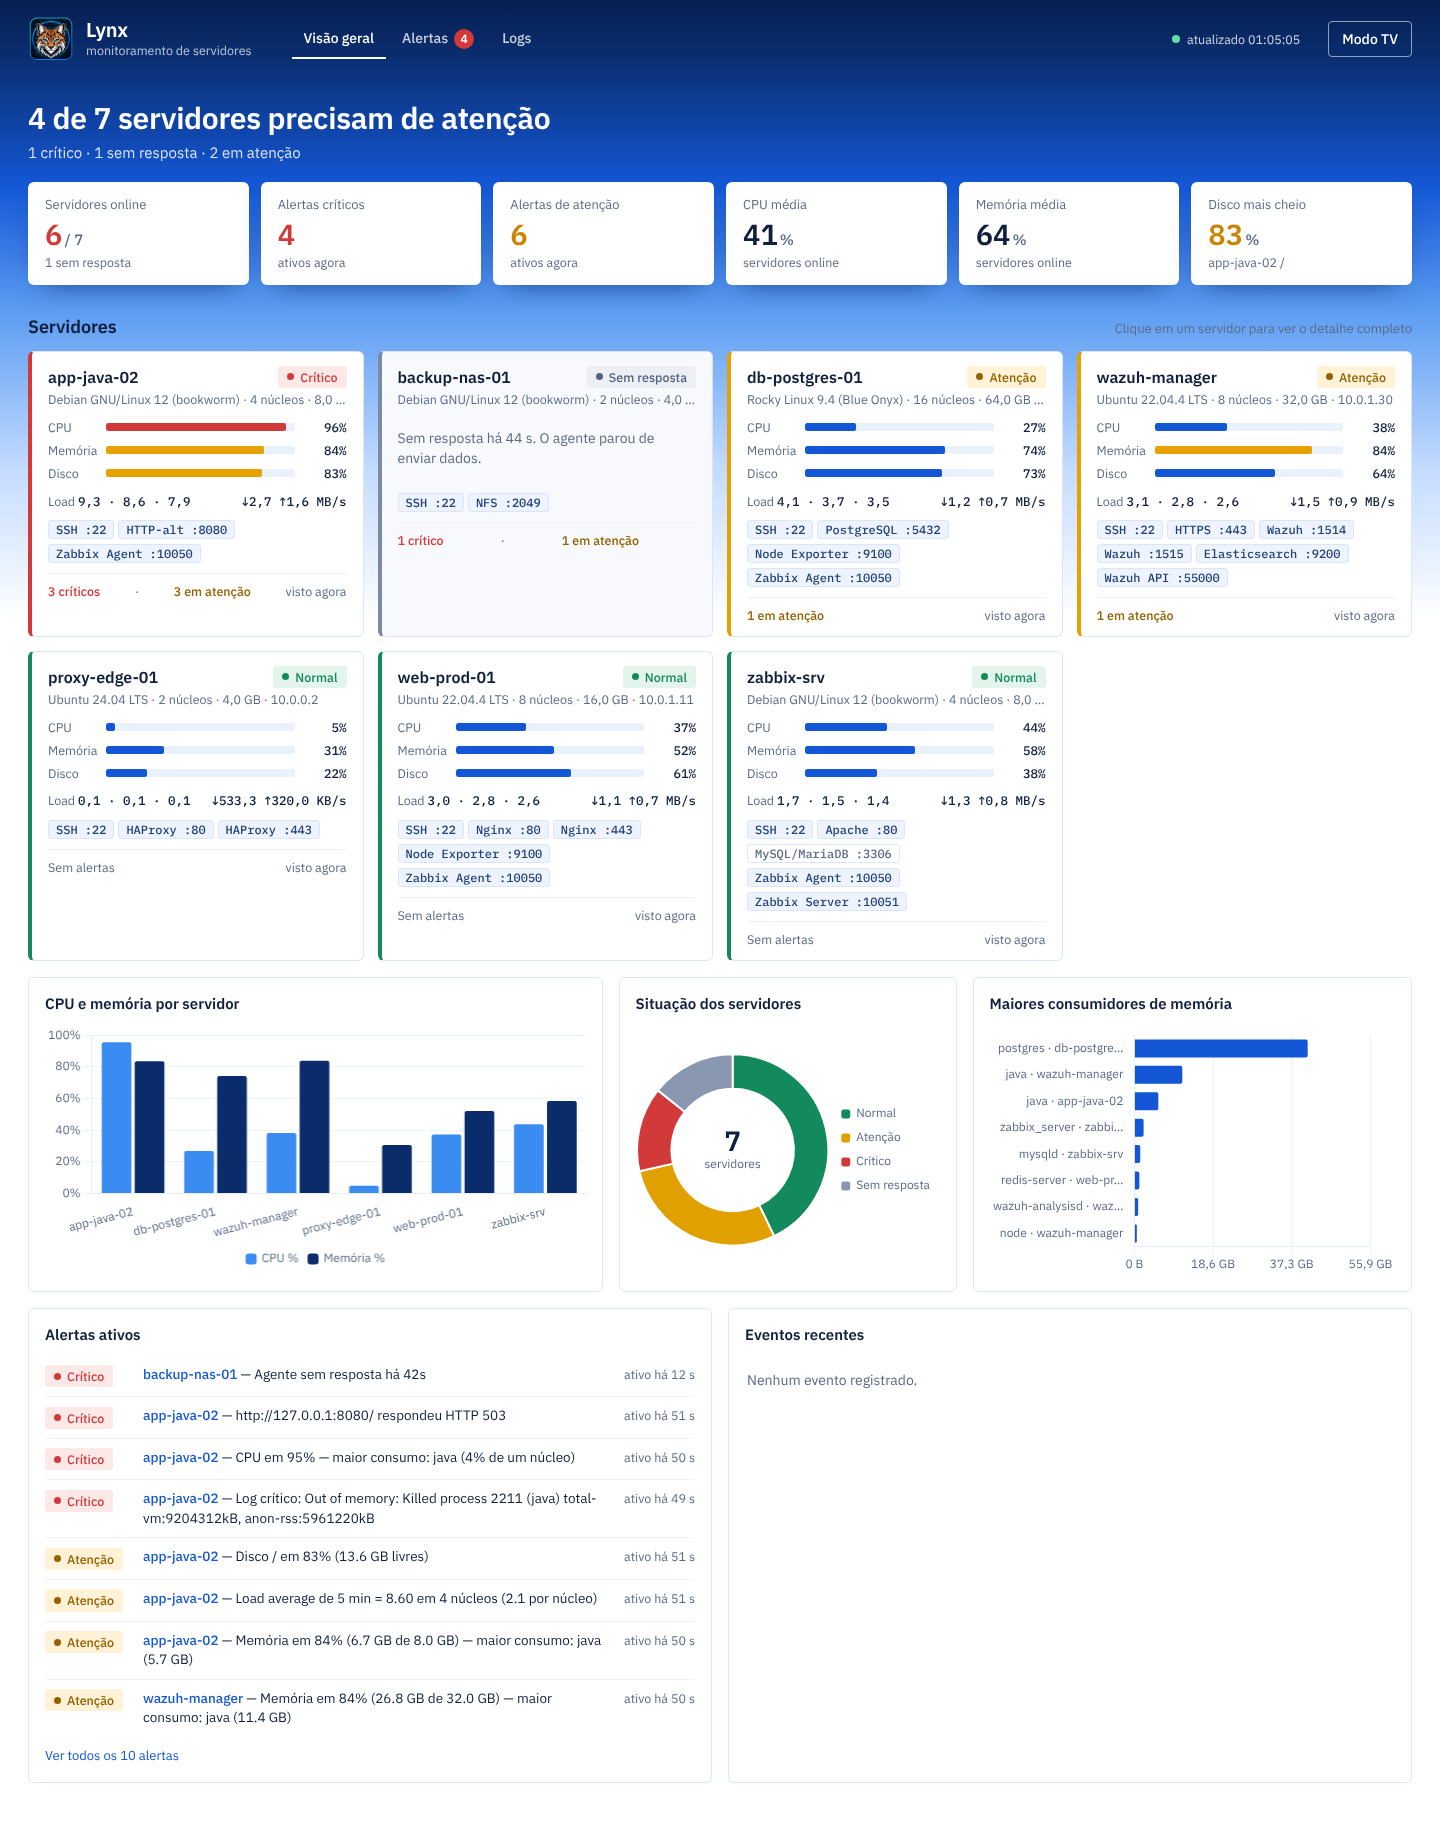 Lynx
monitoramento de servidores
Visão geral
Alertas 4
Logs
atualizado 01:05:05
Modo TV
4 de 7 servidores precisam de atenção
1 crítico · 1 sem resposta · 2 em atenção
Servidores online
6 / 7
1 sem resposta
Alertas críticos
4
ativos agora
Alertas de atenção
6
ativos agora
CPU média
41 %
servidores online
Memória média
64 %
servidores online
Disco mais cheio
83 %
app-java-02 /
Servidores
Clique em um servidor para ver o detalhe completo
app-java-02
Crítico
Debian GNU/Linux 12 (bookworm) · 4 núcleos · 8,0 ...
CPU 96%
Memória 84%
Disco 83%
Load 9,3 · 8,6 · 7,9 ↓2,7 ↑1,6 MB/s
SSH :22 HTTP-alt :8080
Zabbix Agent :10050
3 críticos · 3 em atenção visto agora
backup-nas-01
Sem resposta
Debian GNU/Linux 12 (bookworm) · 2 núcleos · 4,0 ...
Sem resposta há 44 s. O agente parou de
enviar dados.
SSH :22 NFS :2049
1 crítico · 1 em atenção
db-postgres-01
Atenção
Rocky Linux 9.4 (Blue Onyx) · 16 núcleos · 64,0 GB ...
CPU 27%
Memória 74%
Disco 73%
Load 4,1 · 3,7 · 3,5 ↓1,2 ↑0,7 MB/s
SSH :22 PostgreSQL :5432
Node Exporter :9100
Zabbix Agent :10050
1 em atenção visto agora
wazuh-manager
Atenção
Ubuntu 22.04.4 LTS · 8 núcleos · 32,0 GB · 10.0.1.30
CPU 38%
Memória 84%
Disco 64%
Load 3,1 · 2,8 · 2,6 ↓1,5 ↑0,9 MB/s
SSH :22 HTTPS :443 Wazuh :1514
Wazuh :1515 Elasticsearch :9200
Wazuh API :55000
1 em atenção visto agora
proxy-edge-01
Normal
Ubuntu 24.04 LTS · 2 núcleos · 4,0 GB · 10.0.0.2
CPU 5%
Memória 31%
Disco 22%
Load 0,1 · 0,1 · 0,1 ↓533,3 ↑320,0 KB/s
SSH :22 HAProxy :80 HAProxy :443
Sem alertas visto agora
web-prod-01
Normal
Ubuntu 22.04.4 LTS · 8 núcleos · 16,0 GB · 10.0.1.11
CPU 37%
Memória 52%
Disco 61%
Load 3,0 · 2,8 · 2,6 ↓1,1 ↑0,7 MB/s
SSH :22 Nginx :80 Nginx :443
Node Exporter :9100
Zabbix Agent :10050
Sem alertas visto agora
zabbix-srv
Normal
Debian GNU/Linux 12 (bookworm) · 4 núcleos · 8,0 ...
CPU 44%
Memória 58%
Disco 38%
Load 1,7 · 1,5 · 1,4 ↓1,3 ↑0,8 MB/s
SSH :22 Apache :80
MySQL/MariaDB :3306
Zabbix Agent :10050
Zabbix Server :10051
Sem alertas visto agora
CPU e memória por servidor
100%
80%
60%
40%
20%
0%
app-java-02
db-postgres-01
wazuh-manager
proxy-edge-01
web-prod-01
zabbix-srv
CPU % Memória %
Situação dos servidores
7
servidores
Normal
Atenção
Crítico
Sem resposta
Maiores consumidores de memória
postgres · db-postgre...
java · wazuh-manager
java · app-java-02
zabbix_server · zabbi...
mysqld · zabbix-srv
redis-server · web-pr...
wazuh-analysisd · waz...
node · wazuh-manager
0 B 18,6 GB 37,3 GB 55,9 GB
Alertas ativos
Crítico backup-nas-01 — Agente sem resposta há 42s ativo há 12 s
Crítico app-java-02 — http://127.0.0.1:8080/ respondeu HTTP 503 ativo há 51 s
Crítico app-java-02 — CPU em 95% — maior consumo: java (4% de um núcleo) ativo há 50 s
Crítico app-java-02 — Log crítico: Out of memory: Killed process 2211 (java) total- ativo há 49 s
vm:9204312kB, anon-rss:5961220kB
Atenção app-java-02 — Disco / em 83% (13.6 GB livres) ativo há 51 s
Atenção app-java-02 — Load average de 5 min = 8.60 em 4 núcleos (2.1 por núcleo) ativo há 51 s
Atenção app-java-02 — Memória em 84% (6.7 GB de 8.0 GB) — maior consumo: java ativo há 50 s
(5.7 GB)
Atenção wazuh-manager — Memória em 84% (26.8 GB de 32.0 GB) — maior ativo há 50 s
consumo: java (11.4 GB)
Ver todos os 10 alertas
Eventos recentes
Nenhum evento registrado.